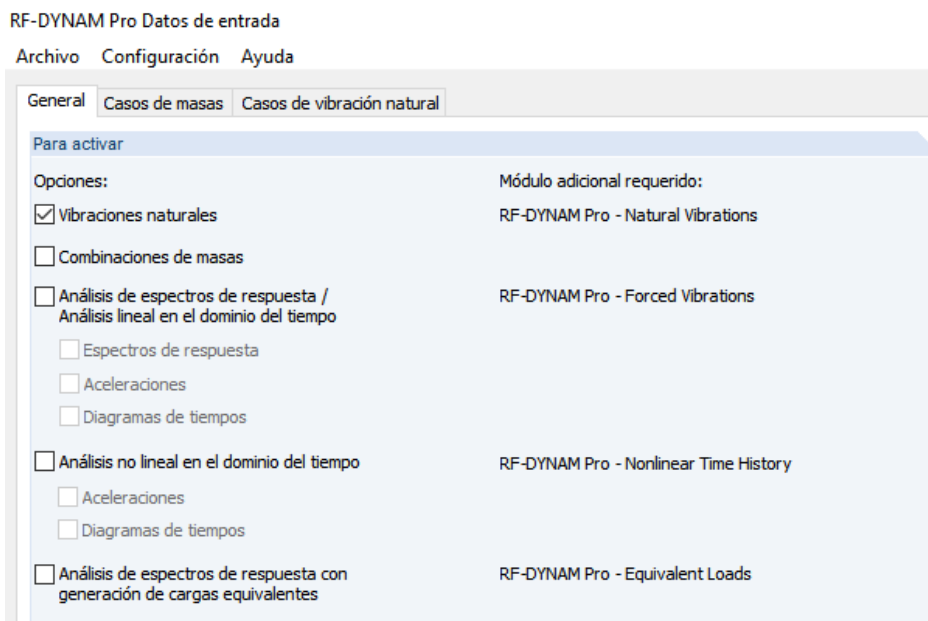 RF-DYNAM Pro Datos de entrada
Archivo Configuración Ayuda
General Casos de masas Casos de vibración natural
Para activar
Opciones: Módulo adicional requerido:
Vibraciones naturales RF-DYNAM Pro - Natural Vibrations
Combinaciones de masas
Análisis de espectros de respuesta / RF-DYNAM Pro - Forced Vibrations
Análisis lineal en el dominio del tiempo
Espectros de respuesta
Aceleraciones
Diagramas de tiempos
Análisis no lineal en el dominio del tiempo RF-DYNAM Pro - Nonlinear Time History
Aceleraciones
Diagramas de tiempos
Análisis de espectros de respuesta con RF-DYNAM Pro - Equivalent Loads
generación de cargas equivalentes